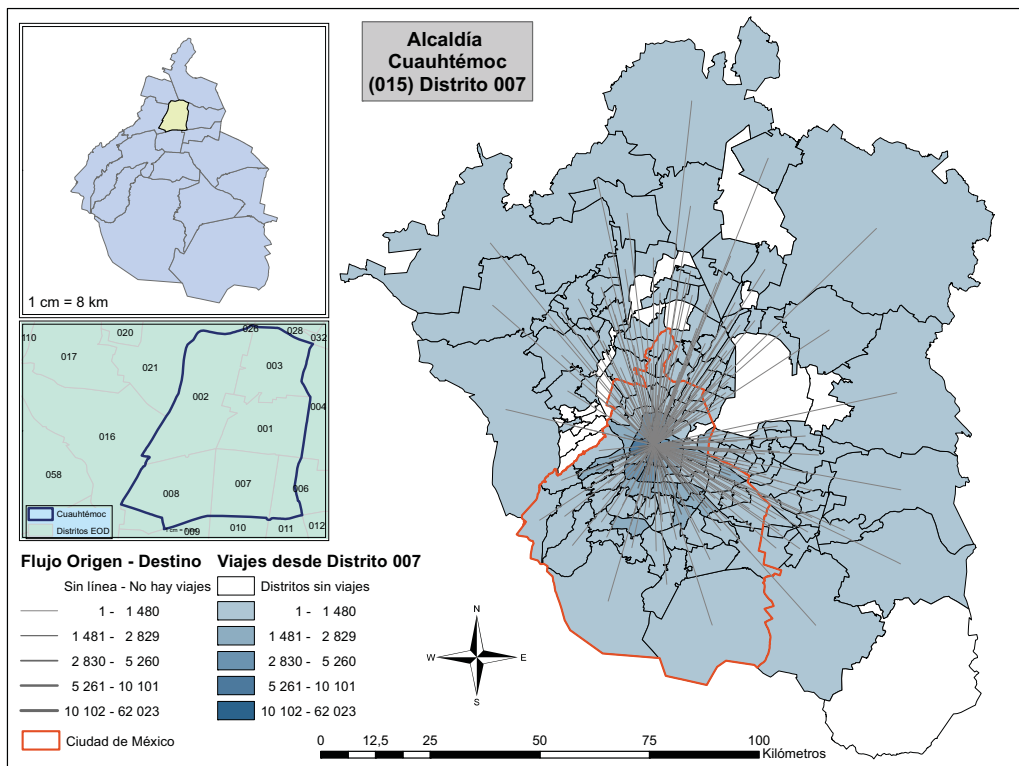 Alcaldía
Cuauhtémoc
(015) Distrito 007
1 cm = 8 km
110
017
020
021
026
028
032
003
002
004
001
016
058
008
007
006
009
010
011
012
Cuauhtémoc
Distritos EOD
Flujo Origen - Destino
Sin línea - No hay viajes
1 - 1 480
1 481 - 2 829
2 830 - 5 260
5 261 - 10 101
10 102 - 62 023
Ciudad de México
Viajes desde Distrito 007
Distritos sin viajes
1 - 1 480
1 481 - 2 829
2 830 - 5 260
5 261 - 10 101
10 102 - 62 023
N
W
E
S
0 12,5 25 50 75 100
Kilómetros